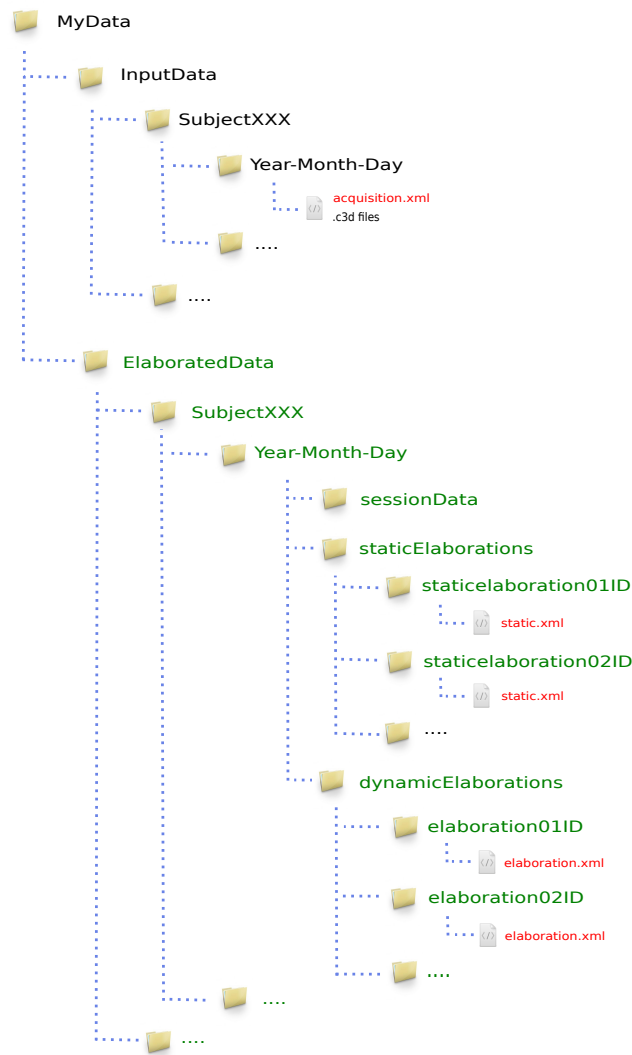 MyData
InputData
SubjectXXX
Year-Month-Day
acquisition.xml
.c3d files
....
....
ElaboratedData
SubjectXXX
Year-Month-Day
sessionData
staticElaborations
staticelaboration01ID
static.xml
staticelaboration02ID
static.xml
....
dynamicElaborations
elaboration01ID
elaboration.xml
elaboration02ID
elaboration.xml
....
....
....